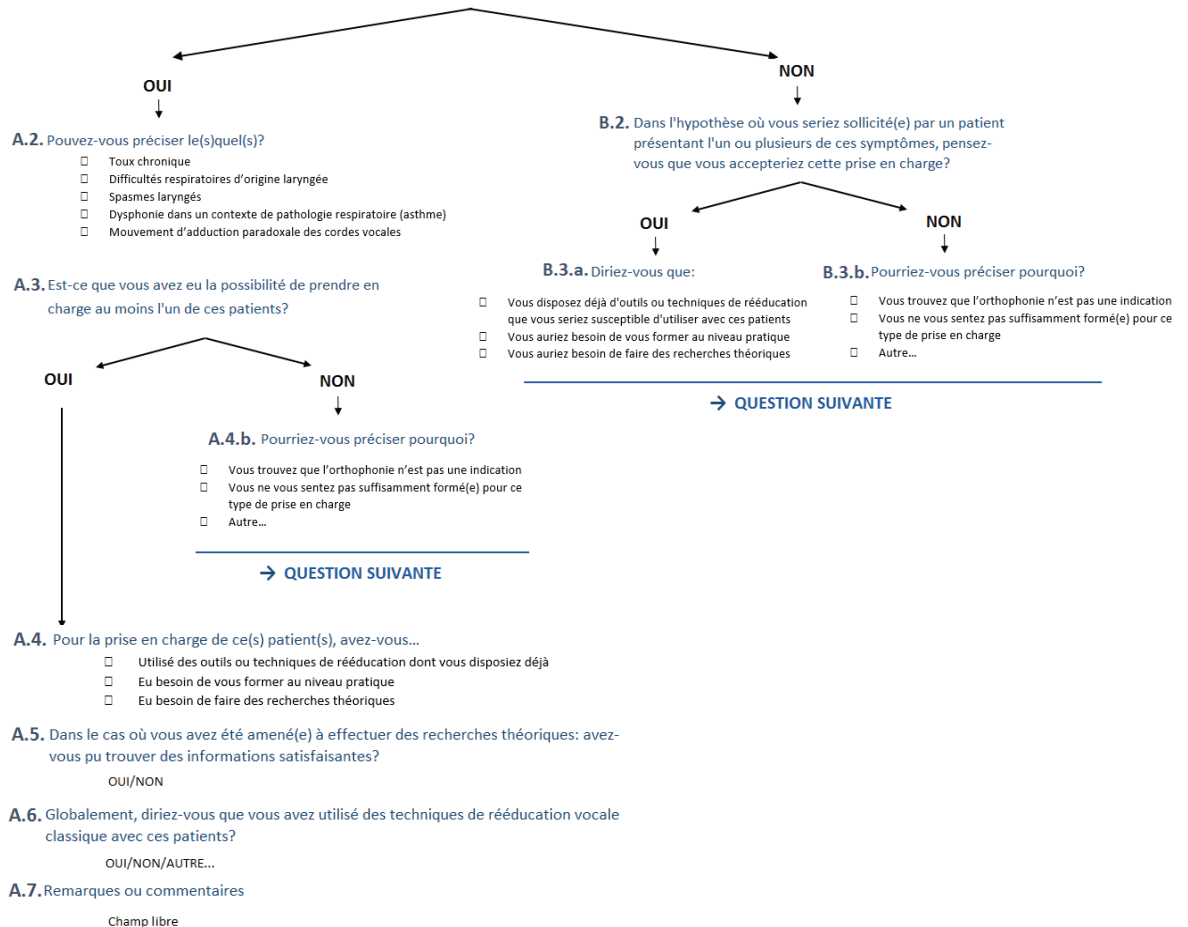 OUI
NON
A.2. Pouvez-vous préciser le(s)quel(s)?
☐ Toux chronique
☐ Difficultés respiratoires d'origine laryngée
☐ Spasmes laryngés
☐ Dysphonie dans un contexte de pathologie respiratoire (asthme)
☐ Mouvement d'adduction paradoxale des cordes vocales
B.2. Dans l'hypothèse où vous seriez sollicité(e) par un patient
présentant l'un ou plusieurs de ces symptômes, pensez-
vous que vous accepteriez cette prise en charge?
OUI
NON
A.3. Est-ce que vous avez eu la possibilité de prendre en
charge au moins l'un de ces patients?
B.3.a. Diriez-vous que:
☐ Vous disposez déjà d'outils ou techniques de rééducation
que vous seriez susceptible d'utiliser avec ces patients
☐ Vous auriez besoin de vous former au niveau pratique
☐ Vous auriez besoin de faire des recherches théoriques
B.3.b. Pourriez-vous préciser pourquoi?
☐ Vous trouvez que l'orthophonie n'est pas une indication
☐ Vous ne vous sentez pas suffisamment formé(e) pour ce
type de prise en charge
☐ Autre...
→ QUESTION SUIVANTE
OUI
NON
A.4.b. Pourriez-vous préciser pourquoi?
☐ Vous trouvez que l'orthophonie n'est pas une indication
☐ Vous ne vous sentez pas suffisamment formé(e) pour ce
type de prise en charge
☐ Autre...
→ QUESTION SUIVANTE
A.4. Pour la prise en charge de ce(s) patient(s), avez-vous...
☐ Utilisé des outils ou techniques de rééducation dont vous disposiez déjà
☐ Eu besoin de vous former au niveau pratique
☐ Eu besoin de faire des recherches théoriques
A.5. Dans le cas où vous avez été amené(e) à effectuer des recherches théoriques: avez-
vous pu trouver des informations satisfaisantes?
OUI/NON
A.6. Globalement, diriez-vous que vous avez utilisé des techniques de rééducation vocale
classique avec ces patients?
OUI/NON/AUTRE...
A.7. Remarques ou commentaires
Champ libre